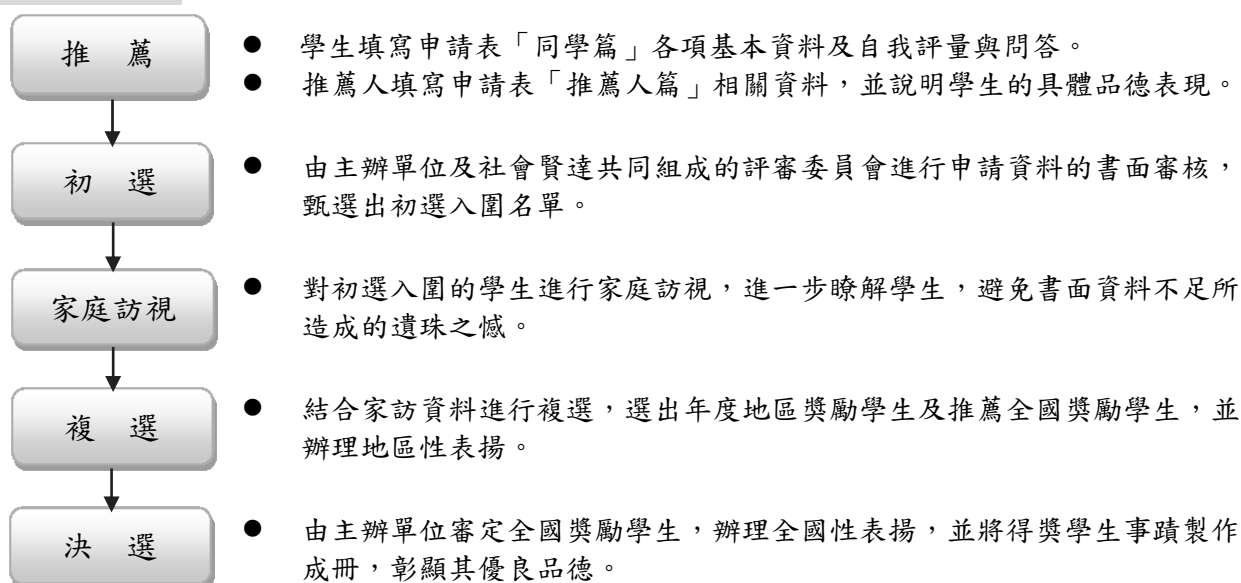 推 薦
● 學生填寫申請表「同學篇」各項基本資料及自我評量與問答。
● 推薦人填寫申請表「推薦人篇」相關資料,並說明學生的具體品德表現。
初 選
● 由主辦單位及社會賢達共同組成的評審委員會進行申請資料的書面審核,
甄選出初選入圍名單。
家庭訪視
● 對初選入圍的學生進行家庭訪視,進一步瞭解學生,避免書面資料不足所
造成的遺珠之憾。
複 選
● 結合家訪資料進行複選,選出年度地區獎勵學生及推薦全國獎勵學生,並
辦理地區性表揚。
決 選
● 由主辦單位審定全國獎勵學生,辦理全國性表揚,並將得獎學生事蹟製作
成冊,彰顯其優良品德。